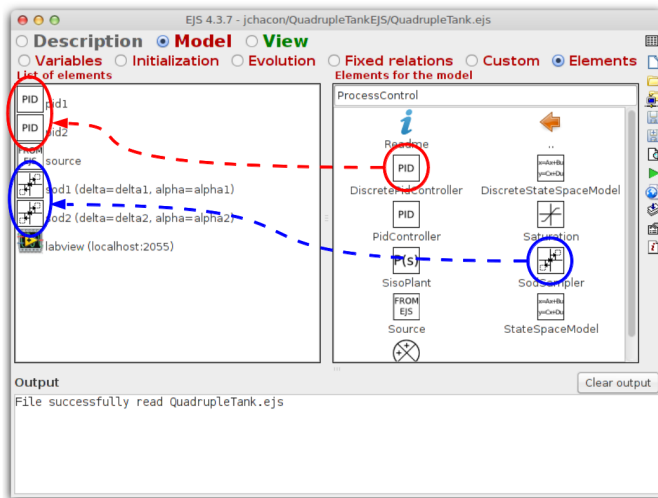 EJS 4.3.7 - jchacon/QuadrupleTankEJS/QuadrupleTank.ejs
Description Model View
Variables Initialization Evolution Fixed relations Custom Elements
List of elements Elements for the model
ProcessControl
PID pid1
PID pid2
FROM EJS source
sod1 (delta=delta1, alpha=alpha1)
sod2 (delta=delta2, alpha=alpha2)
labview (localhost:2055)
Readme ..
PID x=Ax+Bu y=Cx+Du
DiscretePidController DiscreteStateSpaceModel
PID
PidController Saturation
P(s)
SisoPlant SodSampler
FROM EJS x=Ax+Bu y=Cx+Du
Source StateSpaceModel
Output Clear output
File successfully read QuadrupleTank.ejs